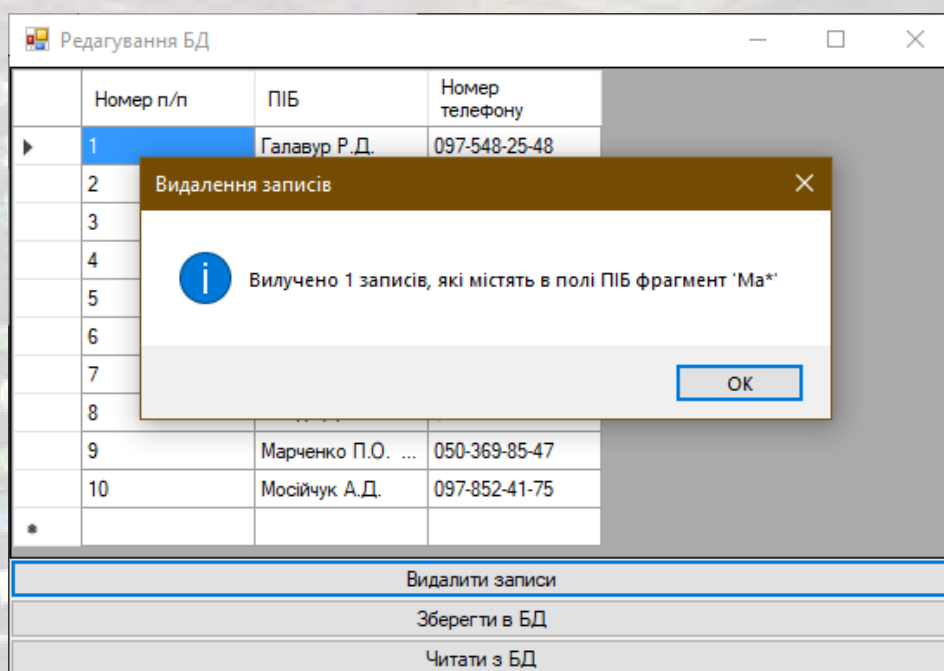 Редагування БД
Номер п/п ПІБ Номер телефону
1 Галавур Р.Д. 097-548-25-48
2
Видалення записів
3
4
Вилучено 1 записів, які містять в полі ПІБ фрагмент 'Ма*'
5
6
7
ОК
8
9 Марченко П.О. ... 050-369-85-47
10 Мосійчук А.Д. 097-852-41-75
Видалити записи
Зберегти в БД
Читати з БД